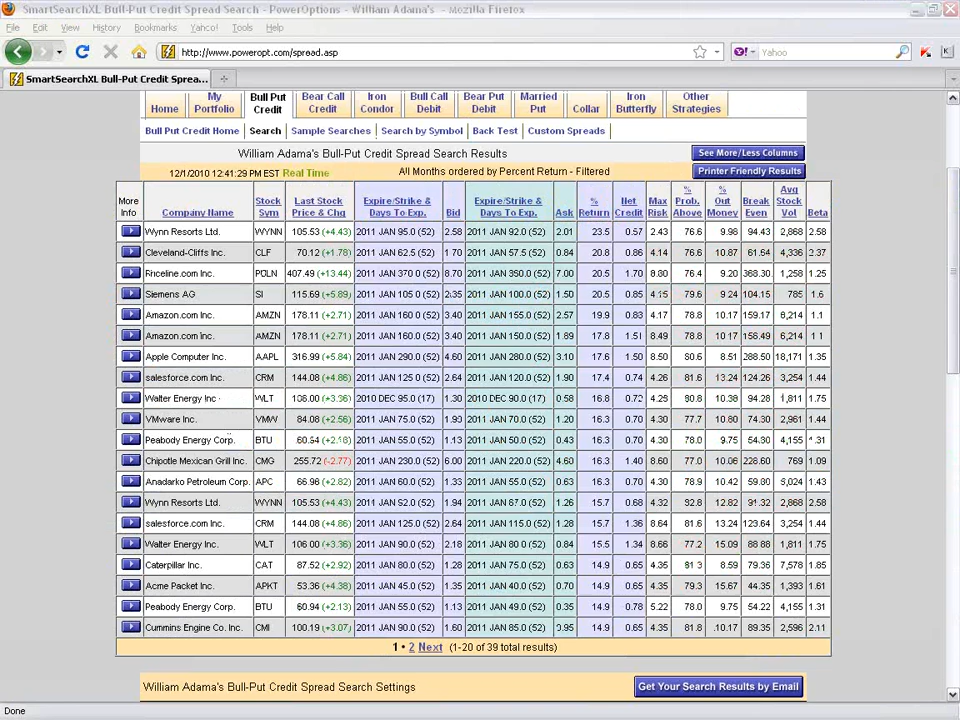 SmartSearchXL Bull-Put Credit Spread Search - PowerOptions - William Adama's - Mozilla Firefox
File Edit View History Bookmarks Yahoo! Tools Help
http://www.poweropt.com/spread.asp Yahoo
SmartSearchXL Bull-Put Credit Sprea...
Home My Portfolio Bull Put Credit Bear Call Credit Iron Condor Bull Call Debit Bear Put Debit Married Put Collar Iron Butterfly Other Strategies
Bull Put Credit Home Search Sample Searches Search by Symbol Back Test Custom Spreads
William Adama's Bull-Put Credit Spread Search Results See More/Less Columns
12/1/2010 12:41:29 PM EST Real Time All Months ordered by Percent Return - Filtered Printer Friendly Results
More Info Company Name Stock Sym Last Stock Price & Chg Expire/Strike & Days To Exp. Bid Expire/Strike & Days To Exp. Ask % Return Net Credit Max Risk % Prob. Above % Out Money Break Even Avg Stock Vol Beta
Wynn Resorts Ltd. WYNN 105.53 (+4.43) 2011 JAN 95.0 (52) 2.58 2011 JAN 92.0 (52) 2.01 23.5 0.57 2.43 76.6 9.98 94.43 2,868 2.58
Cleveland-Cliffs Inc. CLF 70.12 (+1.78) 2011 JAN 62.5 (52) 1.70 2011 JAN 57.5 (52) 0.84 20.8 0.86 4.14 76.6 10.87 61.64 4,336 2.37
Priceline.com Inc. PCLN 407.49 (+13.44) 2011 JAN 370.0 (52) 8.70 2011 JAN 360.0 (52) 7.00 20.5 1.70 8.80 76.4 9.20 368.30 1,258 1.25
Siemens AG SI 115.69 (+5.89) 2011 JAN 105.0 (52) 2.35 2011 JAN 100.0 (52) 1.50 20.5 0.85 4.15 79.6 9.24 104.15 785 1.6
Amazon.com Inc. AMZN 178.11 (+2.71) 2011 JAN 160.0 (52) 3.40 2011 JAN 155.0 (52) 2.57 19.9 0.83 4.17 78.8 10.17 159.17 6,214 1.1
Amazon.com Inc. AMZN 178.11 (+2.71) 2011 JAN 160.0 (52) 3.40 2011 JAN 150.0 (52) 1.89 17.8 1.51 8.49 78.8 10.17 158.49 6,214 1.1
Apple Computer Inc. AAPL 316.99 (+5.84) 2011 JAN 290.0 (52) 4.60 2011 JAN 280.0 (52) 3.10 17.6 1.50 8.50 80.6 8.51 288.50 18,171 1.35
salesforce.com Inc. CRM 144.08 (+4.86) 2011 JAN 125.0 (52) 2.64 2011 JAN 120.0 (52) 1.90 17.4 0.74 4.26 81.6 13.24 124.26 3,254 1.44
Walter Energy Inc. WLT 106.00 (+3.36) 2010 DEC 95.0 (17) 1.30 2010 DEC 90.0 (17) 0.58 16.8 0.72 4.28 90.8 10.38 94.28 1,811 1.75
VMware Inc. VMW 84.08 (+2.56) 2011 JAN 75.0 (52) 1.90 2011 JAN 70.0 (52) 1.20 16.3 0.70 4.30 77.7 10.80 74.30 2,961 1.44
Peabody Energy Corp. BTU 2011 JAN 55.0 (52) 1.13 2011 JAN 50.0 (52) 0.43 16.3 0.70 4.30 78.0 9.75 54.30 4,155 1.31
Chipotle Mexican Grill Inc. CMG 255.72 (-2.77) 2011 JAN 230.0 (52) 6.00 2011 JAN 220.0 (52) 4.60 16.3 1.40 8.60 77.0 10.06 228.60 769 1.09
Anadarko Petroleum Corp. APC 66.98 (+2.82) 2011 JAN 60.0 (52) 1.33 2011 JAN 55.0 (52) 0.63 16.3 0.70 4.30 78.9 10.42 59.30 1.24
Wynn Resorts Ltd. WYNN 105.53 (+4.43) 2011 JAN 92.0 (52) 1.94 2011 JAN 87.0 (52) 1.26 15.7 0.68 4.32 82.6 12.82 91.32 2,868 2.58
salesforce.com Inc. CRM 144.08 (+4.86) 2011 JAN 125.0 (52) 2.64 2011 JAN 115.0 (52) 1.28 15.7 1.36 8.64 81.6 13.24 123.64 3,254 1.44
Walter Energy Inc. WLT 106.00 (+3.36) 2011 JAN 90.0 (52) 2.18 2011 JAN 80.0 (52) 0.84 15.5 1.34 8.66 77.2 15.09 88.88 1,811 1.75
Caterpillar Inc. CAT 87.52 (+2.92) 2011 JAN 80.0 (52) 1.28 2011 JAN 75.0 (52) 0.63 14.9 0.65 4.35 81.3 8.59 79.36 7,578 1.85
Acme Packet Inc. APKT 53.36 (+4.38) 2011 JAN 45.0 (52) 1.35 2011 JAN 40.0 (52) 0.70 14.9 0.65 4.35 79.3 15.67 44.35 1,393 1.61
Peabody Energy Corp. BTU 60.94 (+2.13) 2011 JAN 55.0 (52) 1.13 2011 JAN 49.0 (52) 0.35 14.9 0.78 5.22 78.0 9.75 54.22 4,155 1.31
Cummins Engine Co. Inc. CMI 100.19 (+3.07) 2011 JAN 90.0 (52) 1.60 2011 JAN 85.0 (52) 0.95 14.9 0.65 4.35 81.8 10.17 89.35 2,596 2.11
1 • 2 Next (1-20 of 39 total results)
William Adama's Bull-Put Credit Spread Search Settings Get Your Search Results by Email
Done